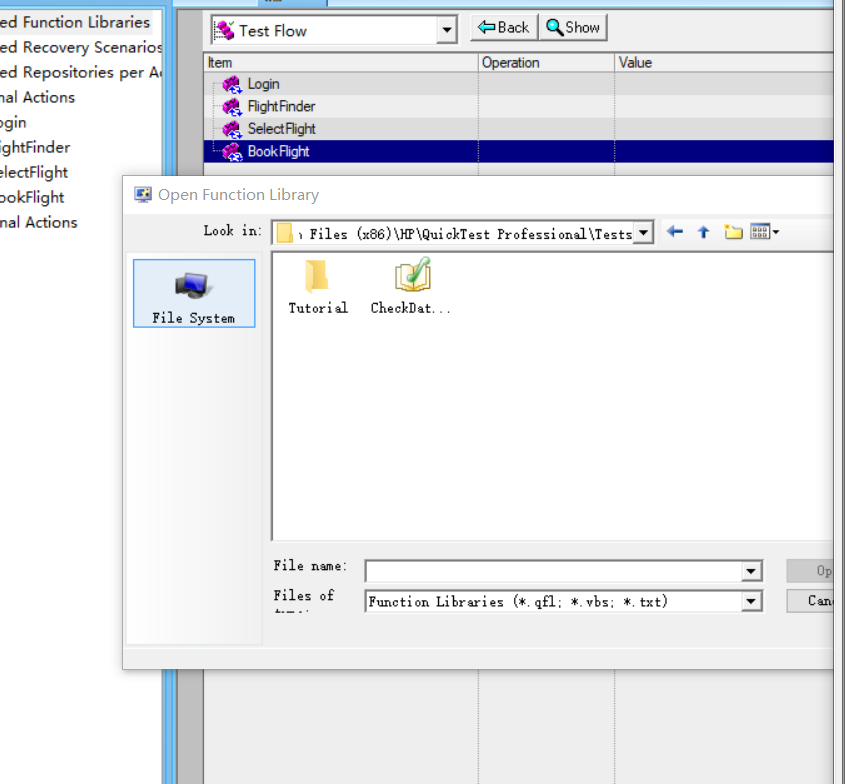 ed Function Libraries
ed Recovery Scenarios
ed Repositories per A
nal Actions
ogin
ightFinder
electFlight
ookFlight
nal Actions
Test Flow
Back
Show
Item Operation Value
Login
FlightFinder
SelectFlight
BookFlight
Open Function Library
Look in: Files (x86)\HP\QuickTest Professional\Tests
File System
Tutorial CheckDat...
File name:
Op
Files of
Function Libraries (*.qfl; *.vbs; *.txt)
Can